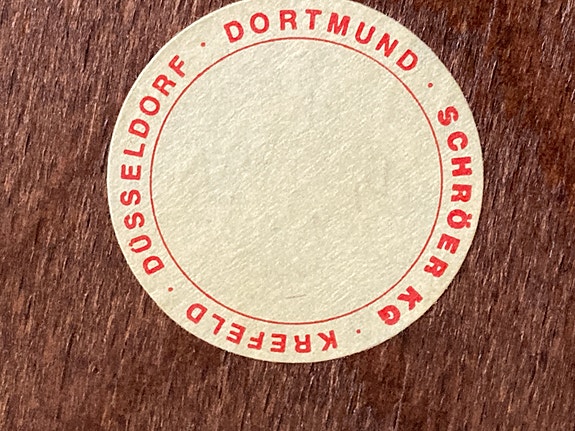 SCHRÖER KG · KREFELD · DÜSSELDORF · DORTMUND ·